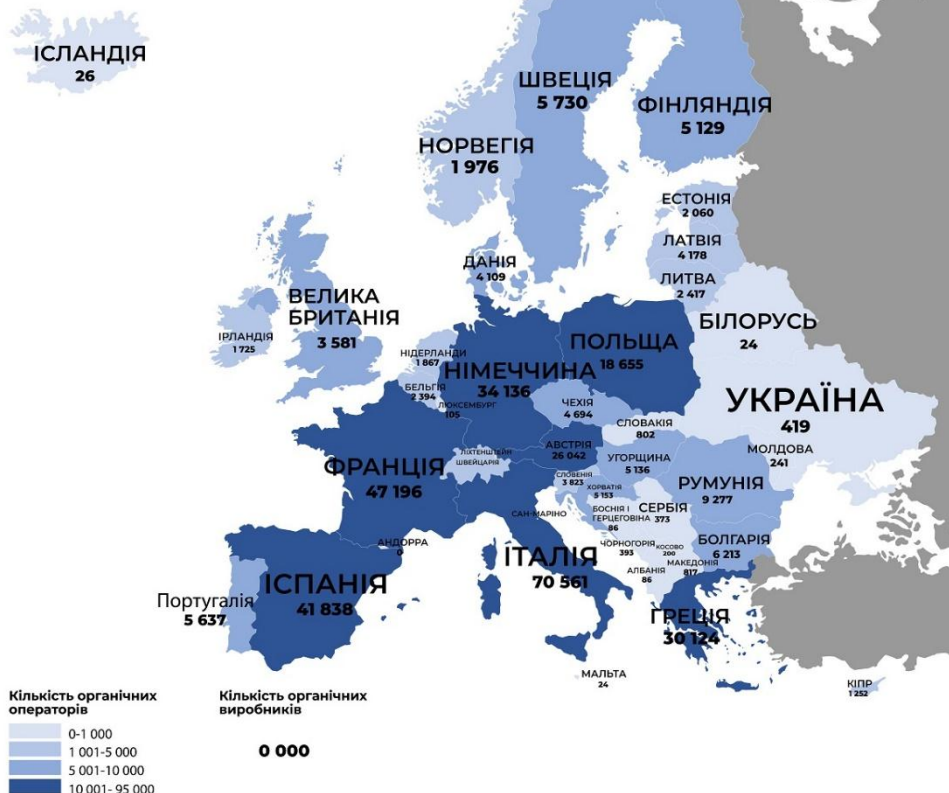 ІСЛАНДІЯ
26
ШВЕЦІЯ
5 730
ФІНЛЯНДІЯ
5 129
НОРВЕГІЯ
1 976
ЕСТОНІЯ
2 060
ЛАТВІЯ
4 178
ЛИТВА
2 417
ДАНІЯ
4 109
ВЕЛИКА
БРИТАНІЯ
3 581
ІРЛАНДІЯ
1 725
НІДЕРЛАНДИ
1 867
БЕЛЬГІЯ
2 394
ЛЮКСЕМБУРГ
105
НІМЕЧЧИНА
34 136
ПОЛЬЩА
18 655
БІЛОРУСЬ
24
УКРАЇНА
419
ЧЕХІЯ
4 694
СЛОВАКІЯ
802
МОЛДОВА
241
АВСТРІЯ
26 042
УГОРЩИНА
5 136
РУМУНІЯ
9 277
ЛІХТЕНШТЕЙН
ШВЕЙЦАРІЯ
ФРАНЦІЯ
47 196
СЛОВЕНІЯ
3 823
ХОРВАТІЯ
5 153
БОСНІЯ І
ГЕРЦЕГОВІНА
86
СЕРБІЯ
373
САН-МАРІНО
ЧОРНОГОРІЯ
393
КОСОВО
200
БОЛГАРІЯ
6 213
МАКЕДОНІЯ
817
АЛБАНІЯ
86
АНДОРРА
0
ІТАЛІЯ
70 561
ІСПАНІЯ
41 838
Португалія
5 637
ГРЕЦІЯ
30 124
МАЛЬТА
24
КІПР
1 252
Кількість органічних
операторів
0-1 000
1 001-5 000
5 001-10 000
10 001- 95 000
Кількість органічних
виробників
0 000